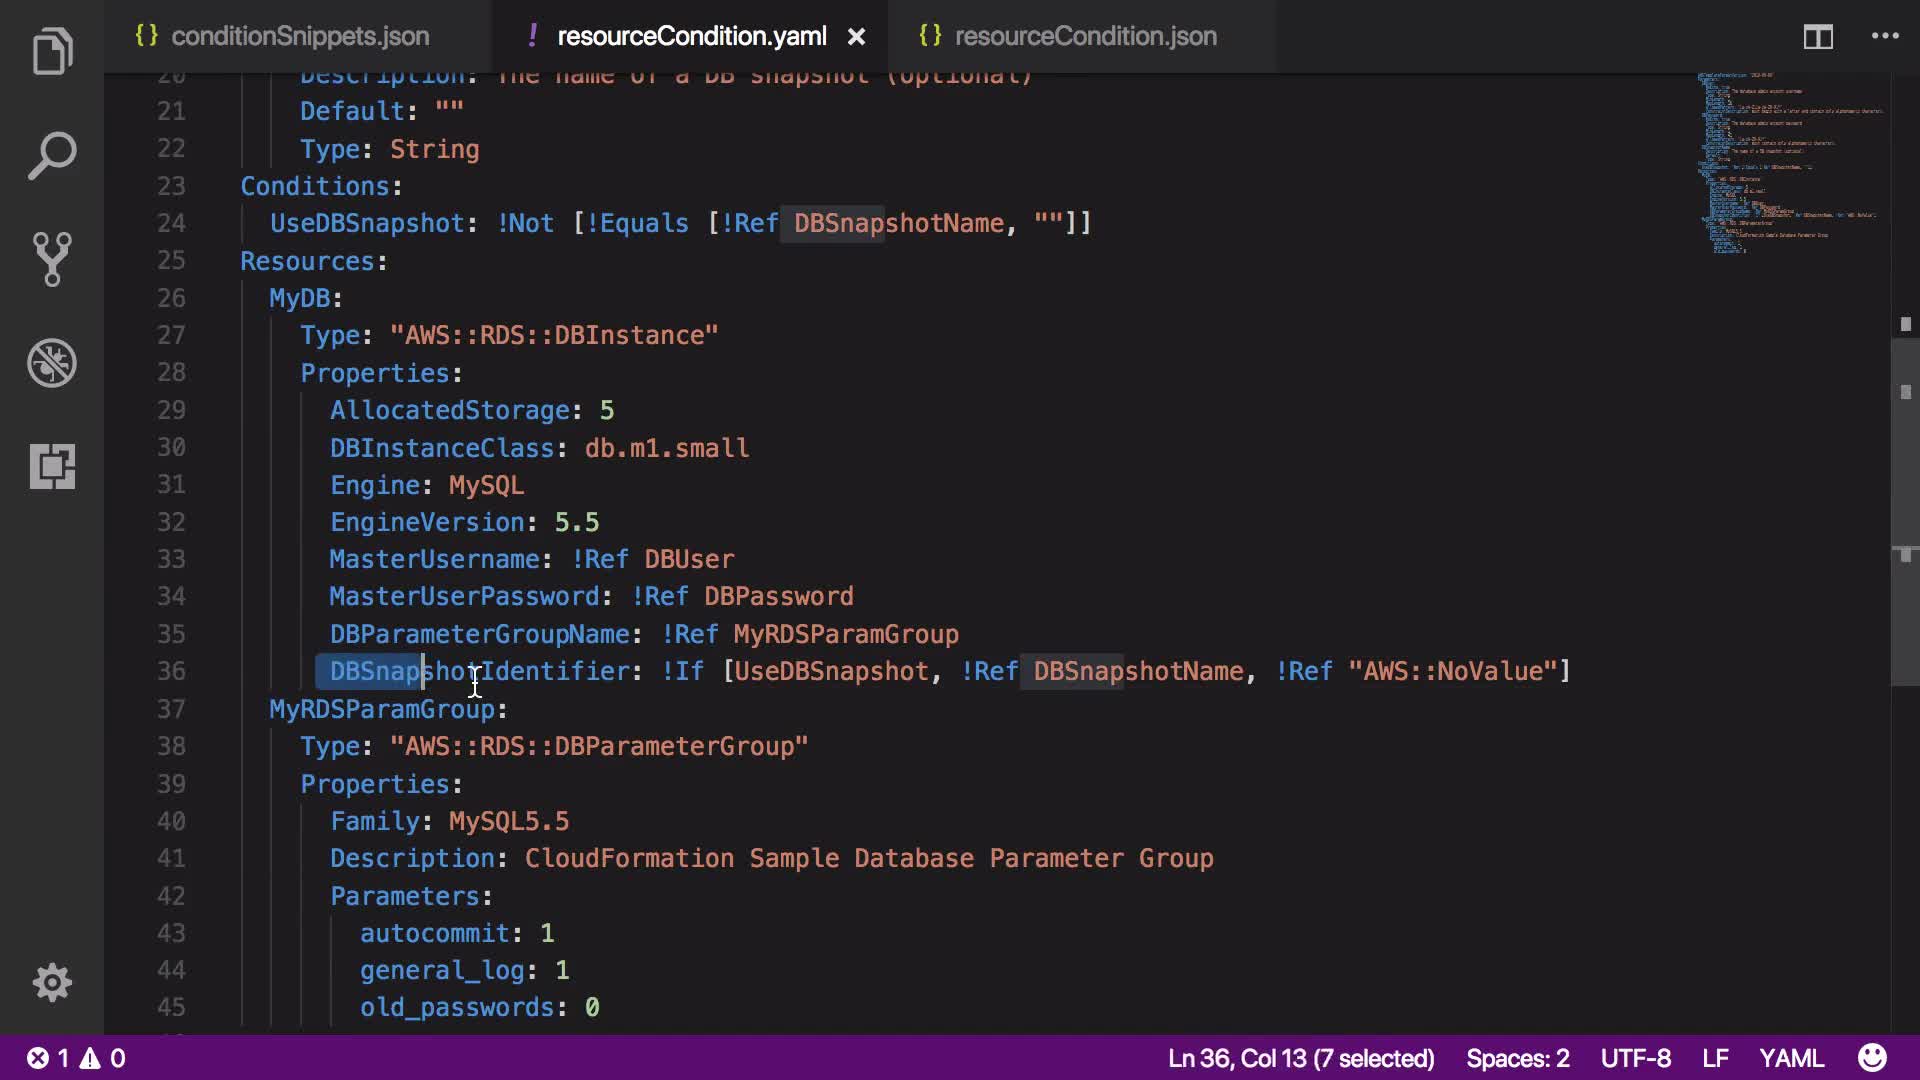 conditionSnippets.json
resourceCondition.yaml
resourceCondition.json
20 Description: The name of a DB snapshot (optional)
21 Default: ""
22 Type: String
23 Conditions:
24 UseDBSnapshot: !Not [!Equals [!Ref DBSnapshotName, ""]]
25 Resources:
26 MyDB:
27 Type: "AWS::RDS::DBInstance"
28 Properties:
29 AllocatedStorage: 5
30 DBInstanceClass: db.m1.small
31 Engine: MySQL
32 EngineVersion: 5.5
33 MasterUsername: !Ref DBUser
34 MasterUserPassword: !Ref DBPassword
35 DBParameterGroupName: !Ref MyRDSParamGroup
36 DBSnapshotIdentifier: !If [UseDBSnapshot, !Ref DBSnapshotName, !Ref "AWS::NoValue"]
37 MyRDSParamGroup:
38 Type: "AWS::RDS::DBParameterGroup"
39 Properties:
40 Family: MySQL5.5
41 Description: CloudFormation Sample Database Parameter Group
42 Parameters:
43 autocommit: 1
44 general_log: 1
45 old_passwords: 0
1 0 Ln 36, Col 13 (7 selected) Spaces: 2 UTF-8 LF YAML